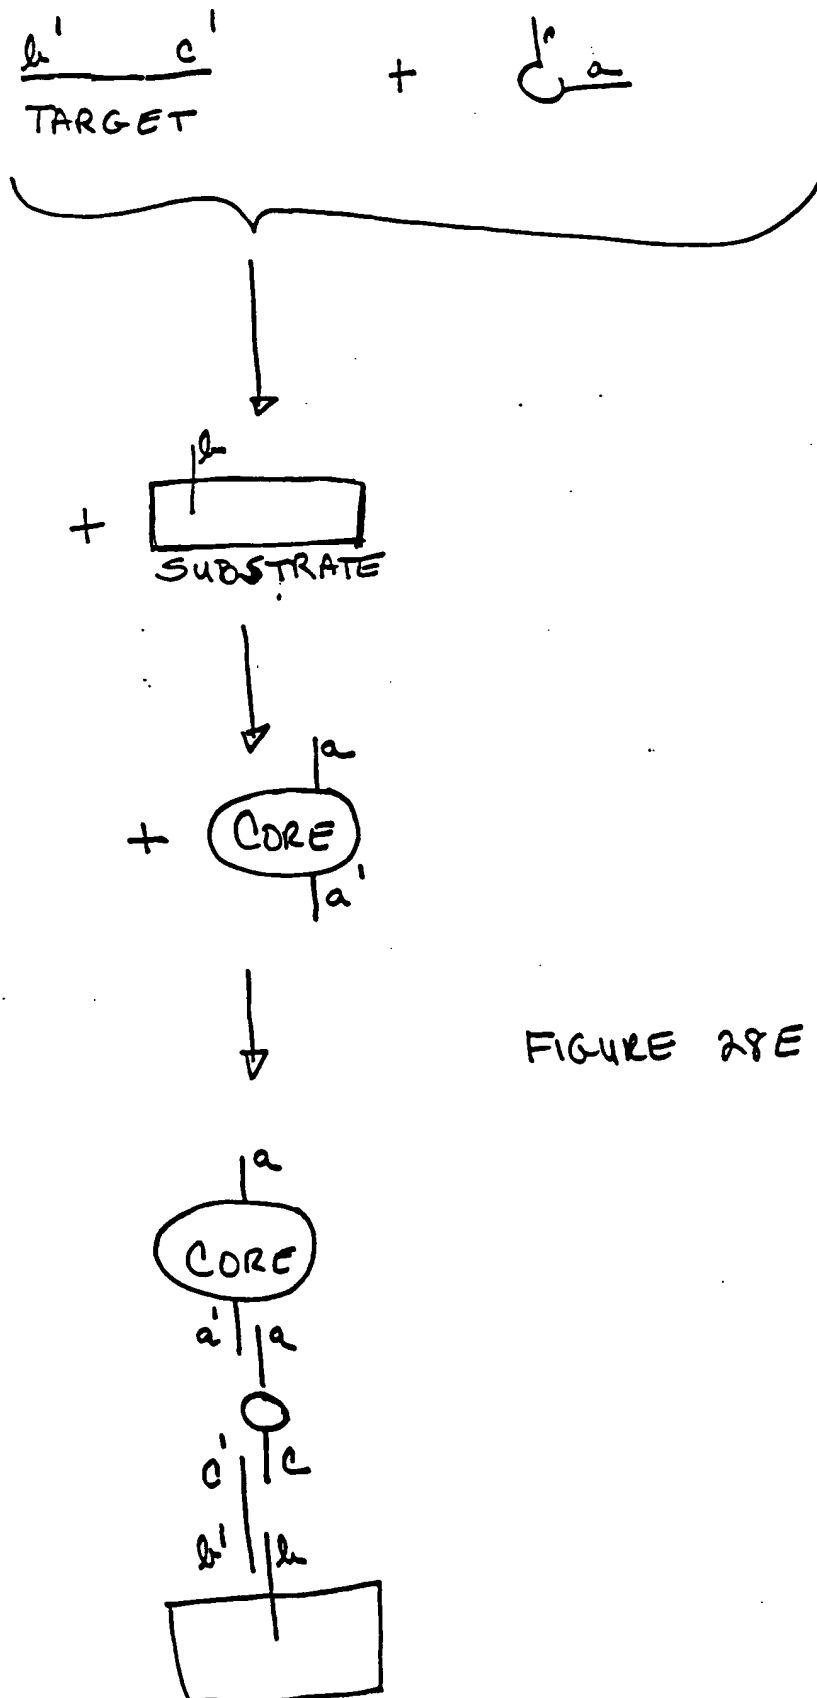 b' c'
+ c a
TARGET
b
+
SUBSTRATE
a
+ CORE
a'
FIGURE 28E
a
CORE
a' a
c' c
b' b